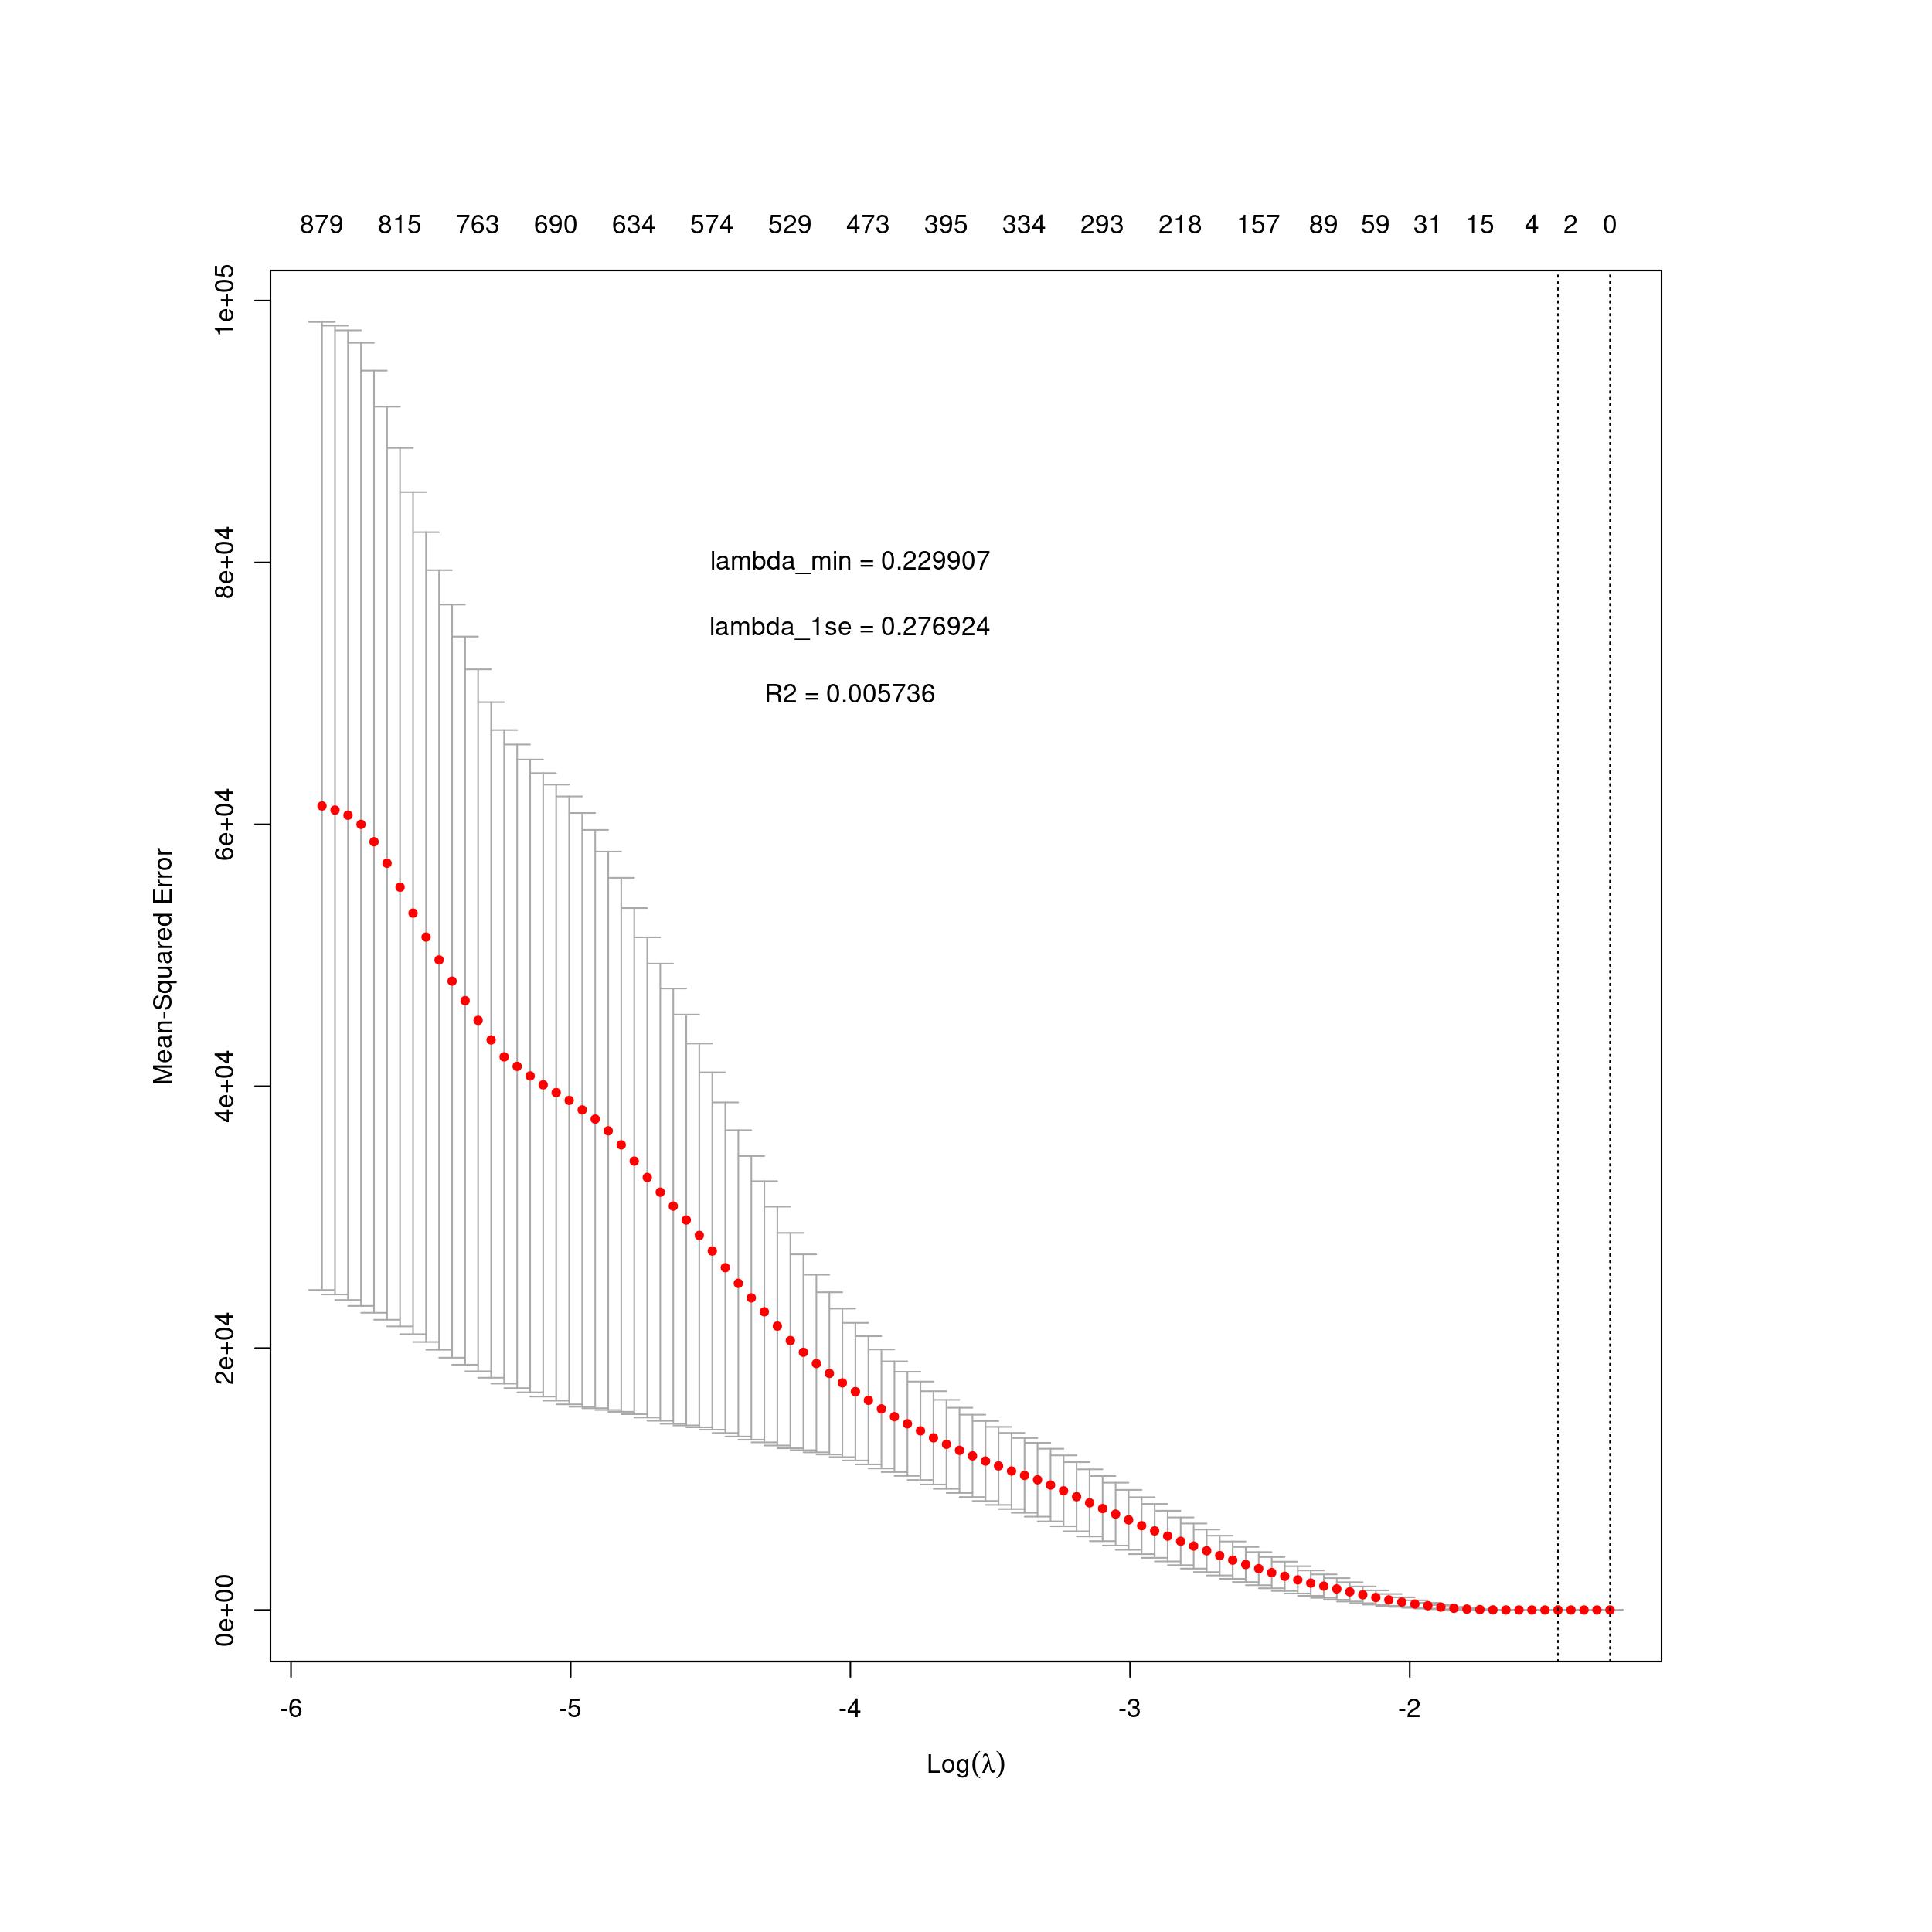 879 815 763 690 634 574 529 473 395 334 293 218 157 89 59 31 15 4 2 0
1e+05
8e+04
6e+04
4e+04
2e+04
0e+00
Mean-Squared Error
lambda_min = 0.229907
lambda_1se = 0.276924
R2 = 0.005736
-6 -5 -4 -3 -2
Log(λ)